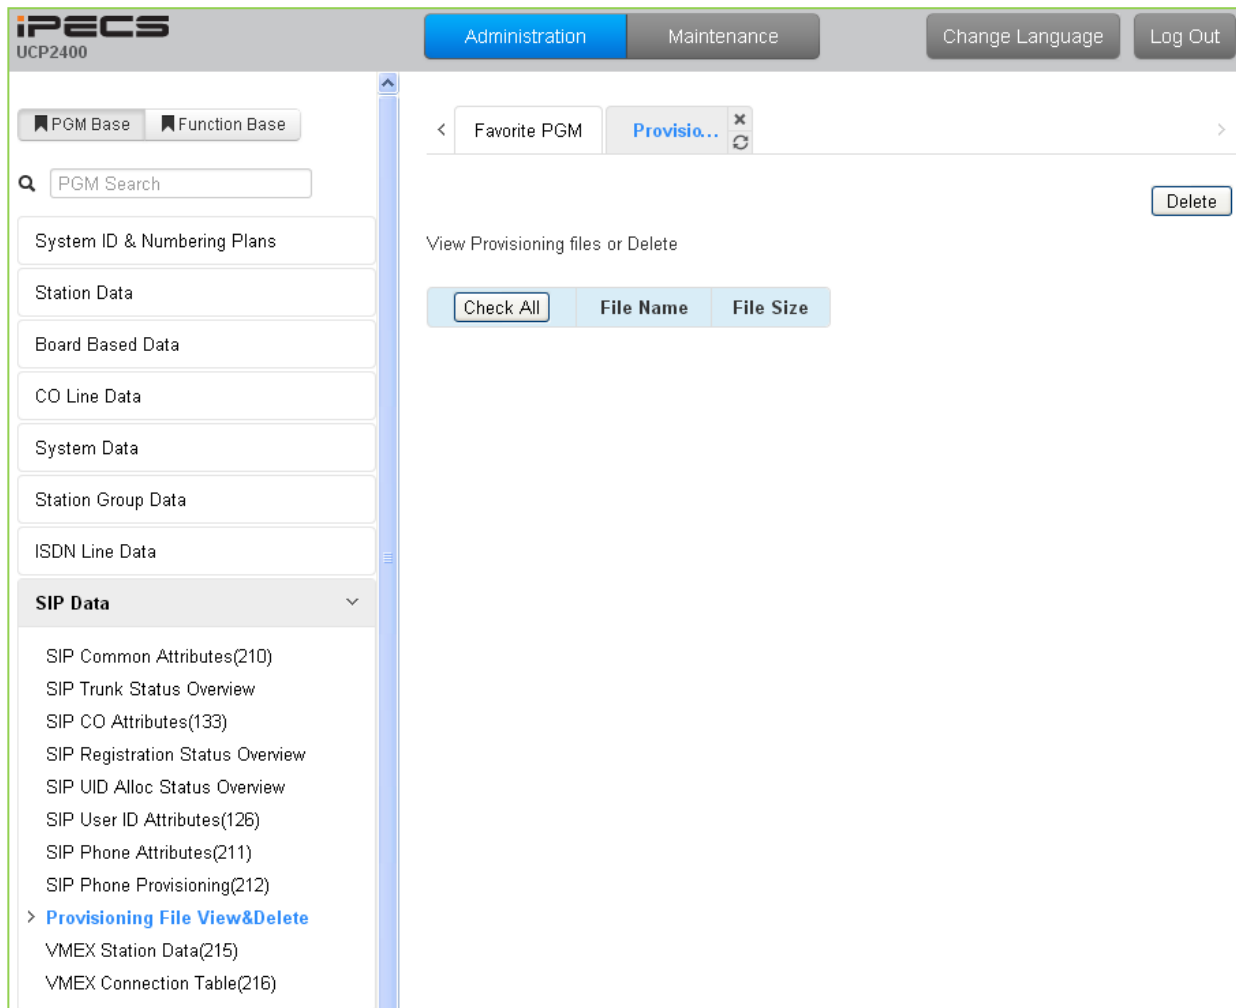 iPECS
UCP2400
Administration Maintenance Change Language Log Out
PGM Base Function Base
PGM Search
System ID & Numbering Plans
Station Data
Board Based Data
CO Line Data
System Data
Station Group Data
ISDN Line Data
SIP Data
SIP Common Attributes(210)
SIP Trunk Status Overview
SIP CO Attributes(133)
SIP Registration Status Overview
SIP UID Alloc Status Overview
SIP User ID Attributes(126)
SIP Phone Attributes(211)
SIP Phone Provisioning(212)
Provisioning File View&Delete
VMEX Station Data(215)
VMEX Connection Table(216)
Favorite PGM Provisio...
Delete
View Provisioning files or Delete
Check All File Name File Size